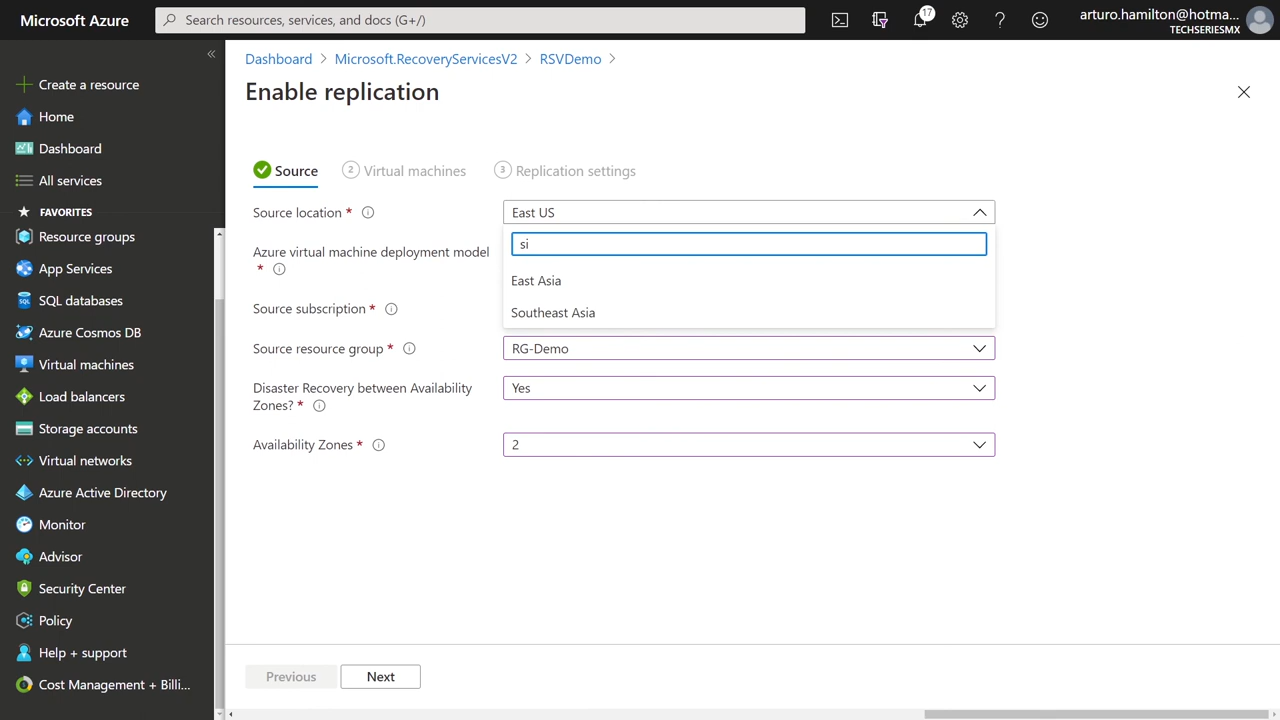 Microsoft Azure
Search resources, services, and docs (G+/)
17
arturo.hamilton@hotma...
TECHSERIESMX
«
Create a resource
Home
Dashboard
All services
FAVORITES
Resource groups
App Services
SQL databases
Azure Cosmos DB
Virtual machines
Load balancers
Storage accounts
Virtual networks
Azure Active Directory
Monitor
Advisor
Security Center
Policy
Help + support
Cost Management + Billi...
Dashboard > Microsoft.RecoveryServicesV2 > RSVDemo >
Enable replication
Source 2 Virtual machines 3 Replication settings
Source location *
East US
si
East Asia
Southeast Asia
Azure virtual machine deployment model
*
Source subscription *
Source resource group *
RG-Demo
Disaster Recovery between Availability
Zones? *
Yes
Availability Zones *
2
Previous
Next